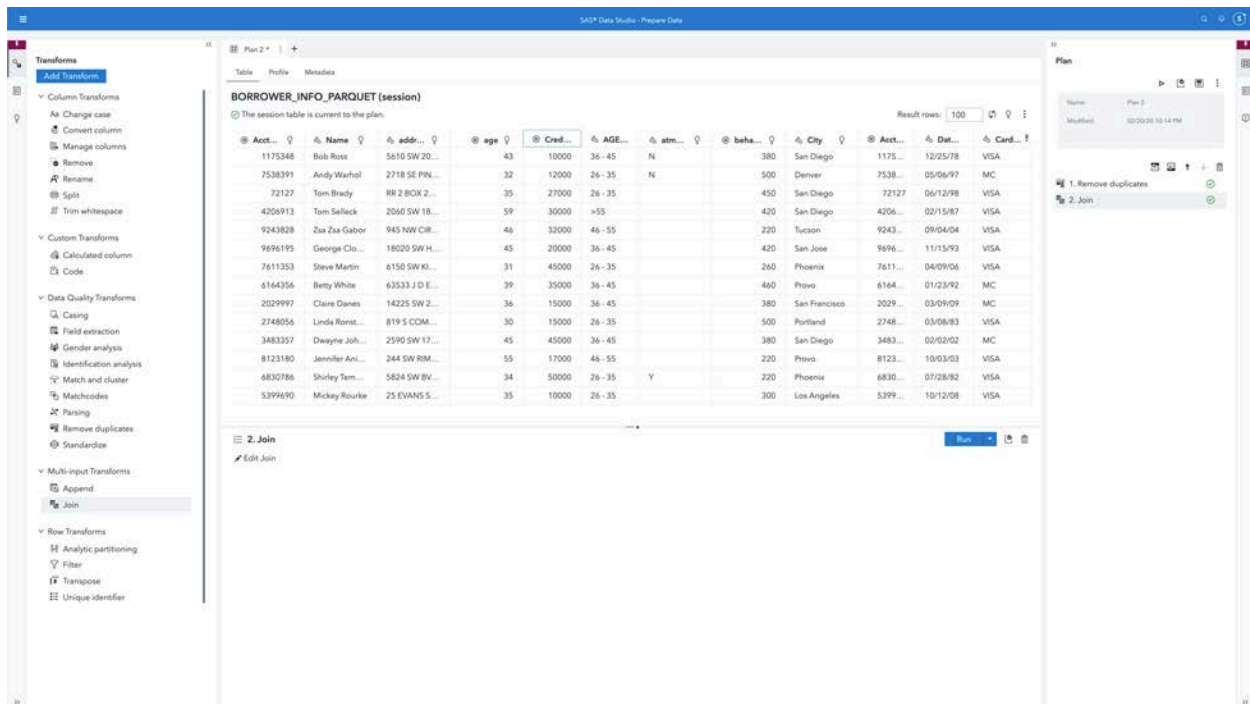 SAS® Data Studio - Prepare Data
Transforms
Add Transform
Column Transforms
Change case
Convert column
Manage columns
Remove
Rename
Split
Trim whitespace
Custom Transforms
Calculated column
Code
Data Quality Transforms
Casing
Field extraction
Gender analysis
Identification analysis
Match and cluster
Matchcodes
Parsing
Remove duplicates
Standardize
Multi-input Transforms
Append
Join
Row Transforms
Analytic partitioning
Filter
Transpose
Unique identifier
Plan 2 *
Table Profile Metadata
BORROWER_INFO_PARQUET (session)
The session table is current to the plan. Result rows: 100
Acct... Name addr... age Cred... AGE... atm... beha... City Acct... Dat... Card...
1175348 Bob Ross 5610 SW 20... 43 10000 36 - 45 N 380 San Diego 1175... 12/25/78 VISA
7538391 Andy Warhol 2718 SE PIN... 32 12000 26 - 35 N 500 Denver 7538... 05/06/97 MC
72127 Tom Brady RR 2 BOX 2... 35 27000 26 - 35 450 San Diego 72127 06/12/98 VISA
4206913 Tom Selleck 2060 SW 18... 59 30000 >55 420 San Diego 4206... 02/15/87 VISA
9243828 Zsa Zsa Gabor 945 NW CIR... 46 32000 46 - 55 220 Tucson 9243... 09/04/04 VISA
9696195 George Clo... 18020 SW H... 45 20000 36 - 45 420 San Jose 9696... 11/15/93 VISA
7611353 Steve Martin 6150 SW KI... 31 45000 26 - 35 260 Phoenix 7611... 04/09/06 VISA
6164356 Betty White 63533 J D E... 39 35000 36 - 45 460 Provo 6164... 01/23/92 MC
2029997 Claire Danes 14225 SW 2... 36 15000 36 - 45 380 San Francisco 2029... 03/09/09 MC
2748056 Linda Ronst... 819 S COM... 30 15000 26 - 35 500 Portland 2748... 03/08/83 VISA
3483357 Dwayne Joh... 2590 SW 17... 45 45000 36 - 45 380 San Diego 3483... 02/02/02 MC
8123180 Jennifer Ani... 244 SW RIM... 55 17000 46 - 55 220 Provo 8123... 10/03/03 VISA
6830786 Shirley Tem... 5824 SW BV... 34 50000 26 - 35 Y 220 Phoenix 6830... 07/28/82 VISA
5399690 Mickey Rourke 25 EVANS S... 35 10000 26 - 35 300 Los Angeles 5399... 10/12/08 VISA
2. Join
Run
Edit Join
Plan
Name: Plan 2
Modified: 02/20/20 10:14 PM
1. Remove duplicates
2. Join